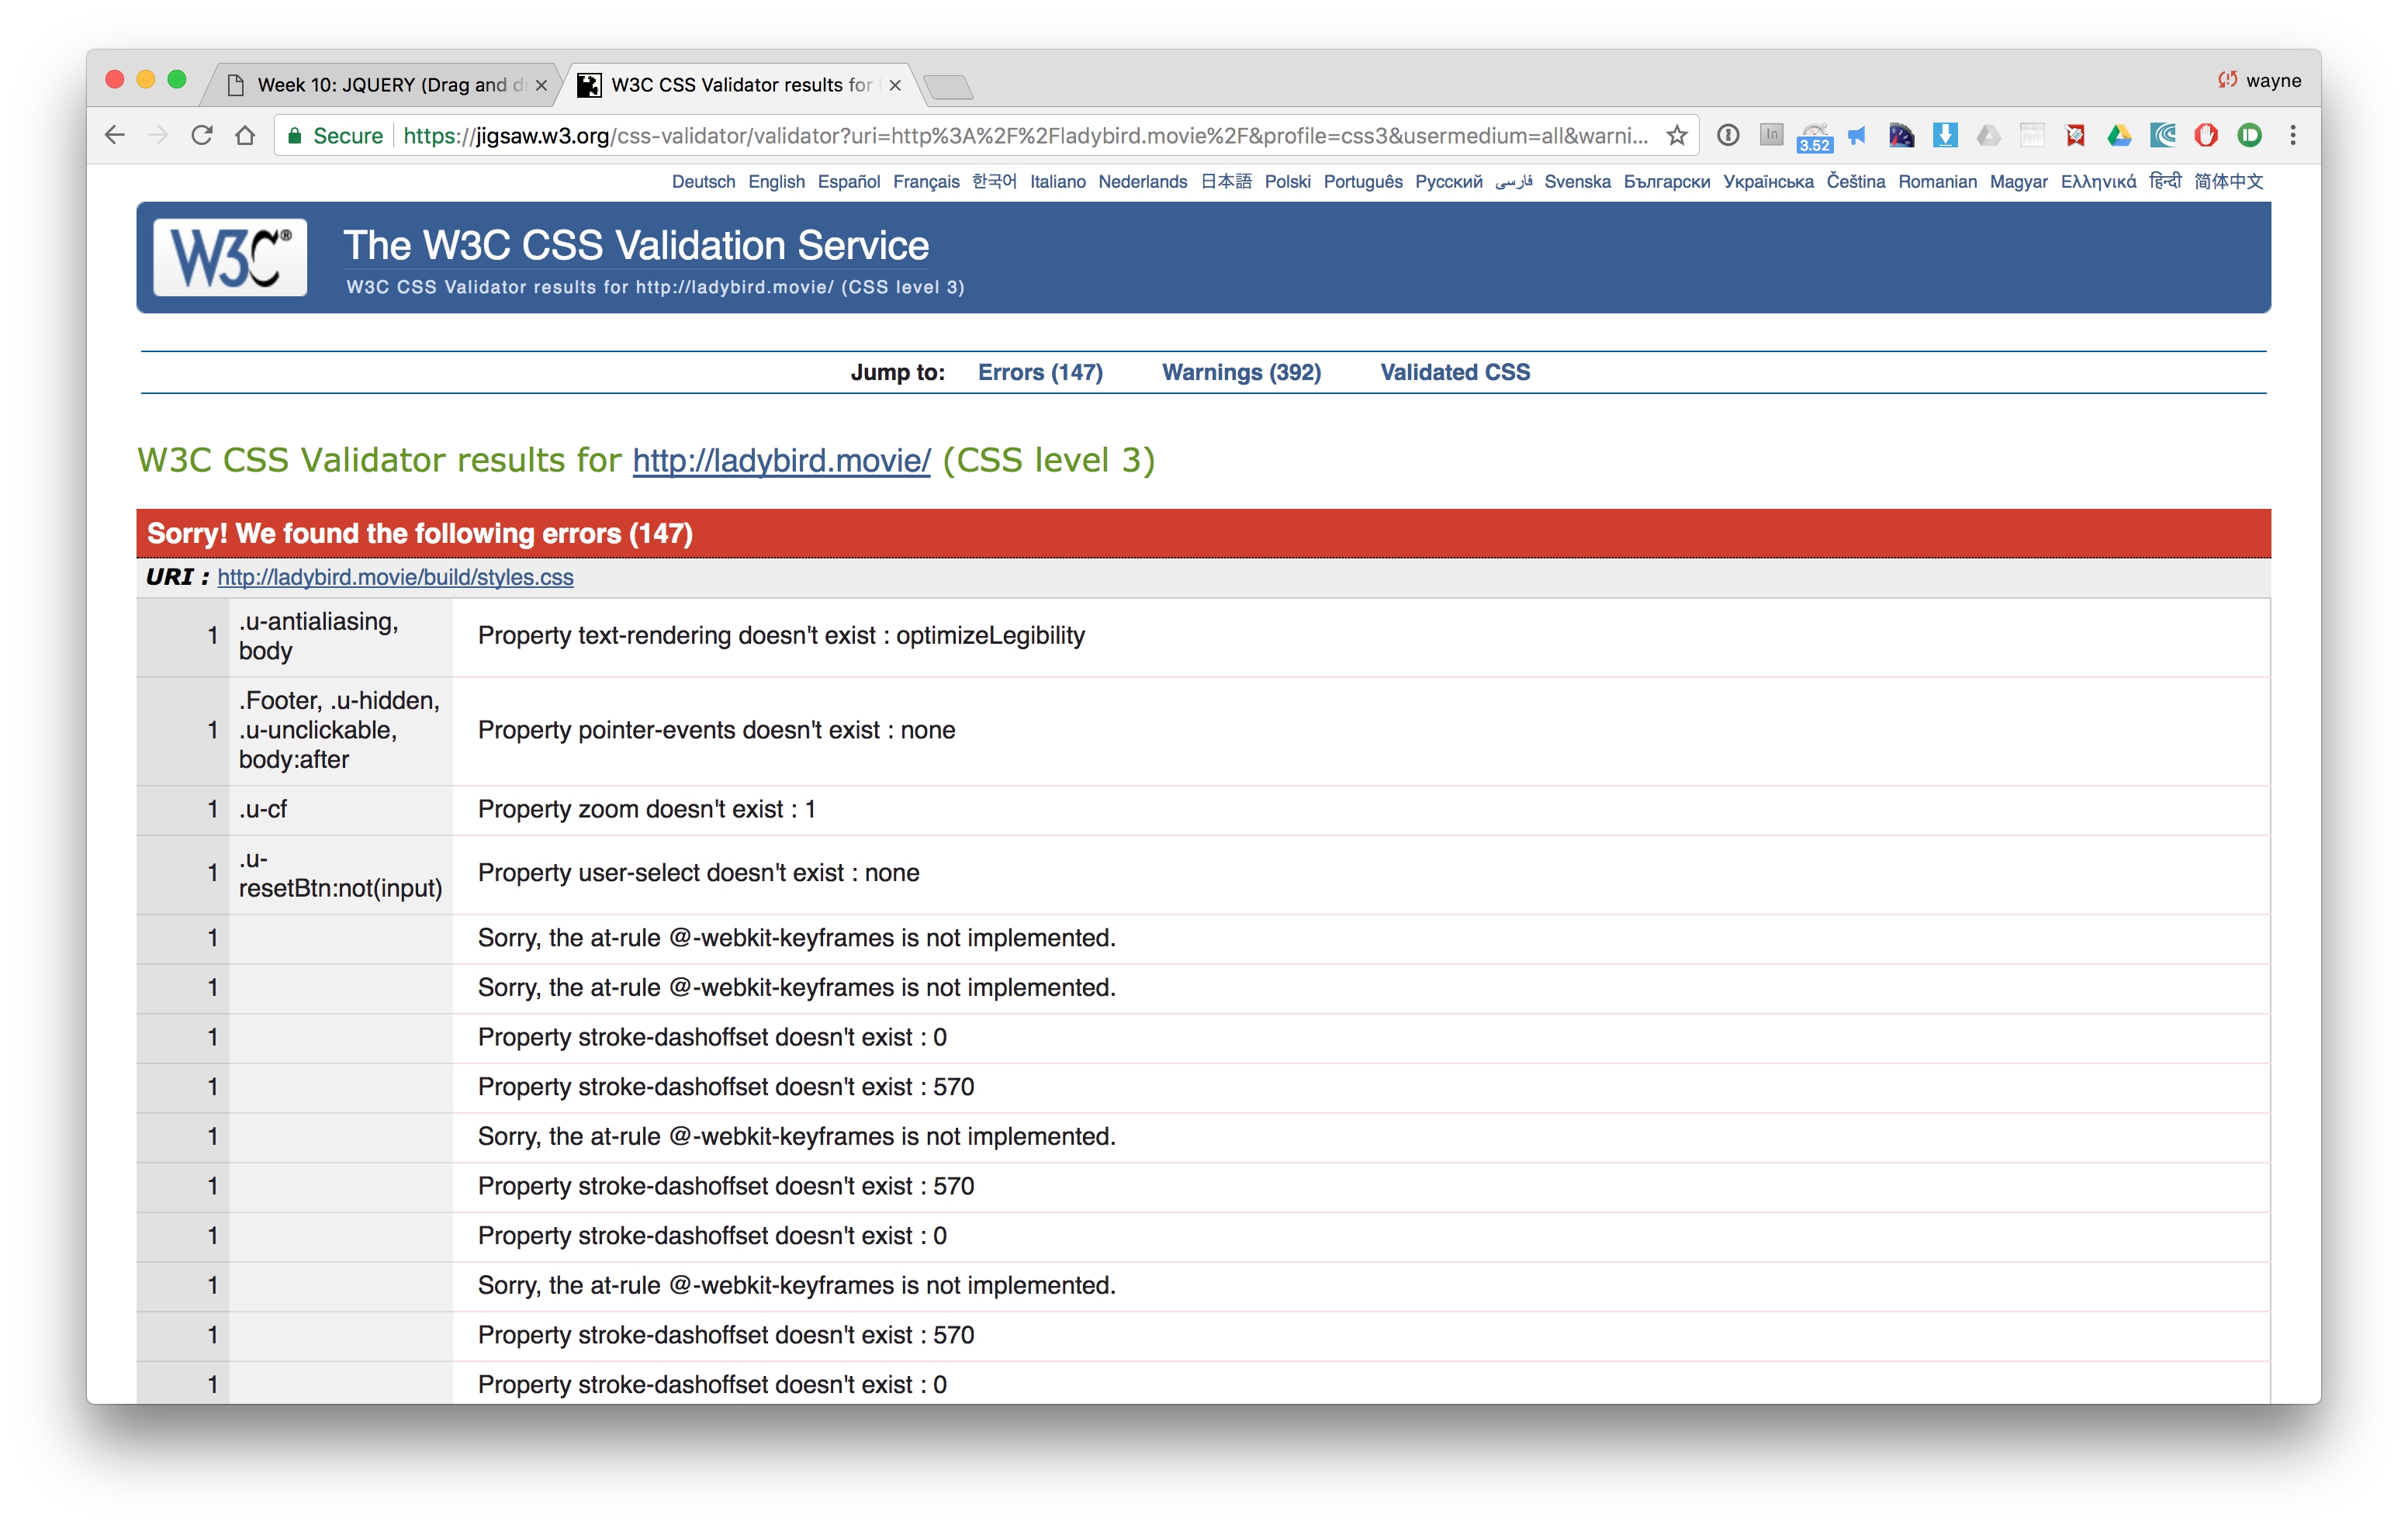 Week 10: JQUERY (Drag and d
W3C CSS Validator results for
wayne
Secure https://jigsaw.w3.org/css-validator/validator?uri=http%3A%2F%2Fladybird.movie%2F&profile=css3&usermedium=all&warni...
In
3.52
PHP
Deutsch English Español Français 한국어 Italiano Nederlands 日本語 Polski Português Русский فارسی Svenska Български Українська Čeština Romanian Magyar Ελληνικά हिन्दी 简体中文
W3C®
The W3C CSS Validation Service
W3C CSS Validator results for http://ladybird.movie/ (CSS level 3)
Jump to: Errors (147) Warnings (392) Validated CSS
W3C CSS Validator results for http://ladybird.movie/ (CSS level 3)
Sorry! We found the following errors (147)
URI : http://ladybird.movie/build/styles.css
1 .u-antialiasing, body Property text-rendering doesn't exist : optimizeLegibility
1 .Footer, .u-hidden, .u-unclickable, body:after Property pointer-events doesn't exist : none
1 .u-cf Property zoom doesn't exist : 1
1 .u-resetBtn:not(input) Property user-select doesn't exist : none
1 Sorry, the at-rule @-webkit-keyframes is not implemented.
1 Sorry, the at-rule @-webkit-keyframes is not implemented.
1 Property stroke-dashoffset doesn't exist : 0
1 Property stroke-dashoffset doesn't exist : 570
1 Sorry, the at-rule @-webkit-keyframes is not implemented.
1 Property stroke-dashoffset doesn't exist : 570
1 Property stroke-dashoffset doesn't exist : 0
1 Sorry, the at-rule @-webkit-keyframes is not implemented.
1 Property stroke-dashoffset doesn't exist : 570
1 Property stroke-dashoffset doesn't exist : 0